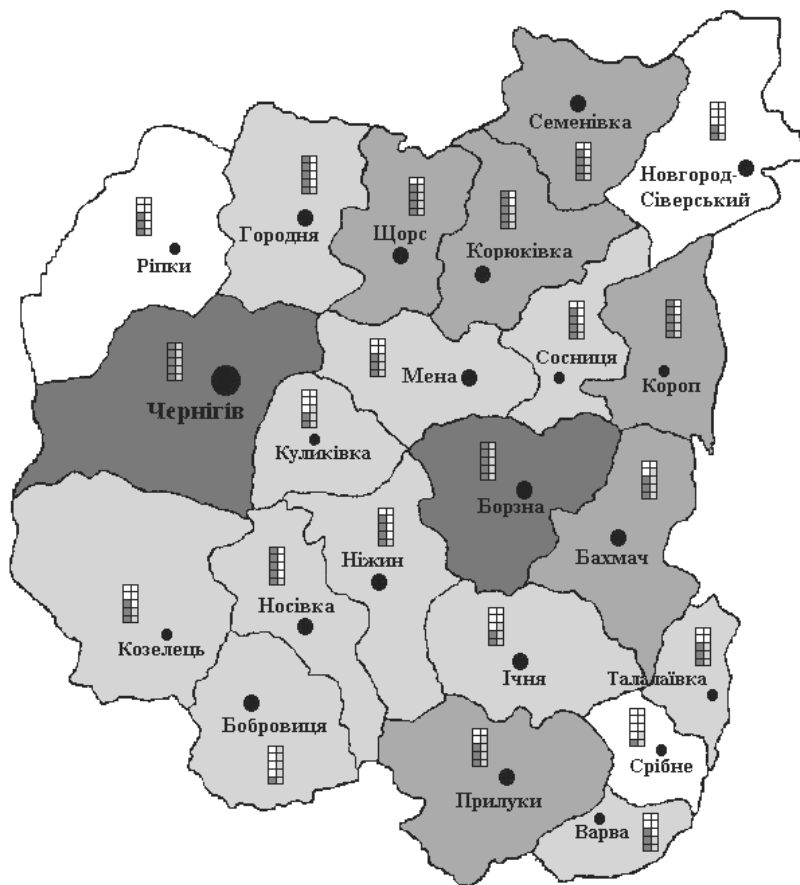 Семенівка
Новгород-
Сіверський
Городня
Щорс
Корюківка
Ріпки
Сосниця
Короп
Мена
Чернігів
Куликівка
Борзна
Бахмач
Ніжин
Носівка
Козелець
Ічня
Талалаївка
Бобровиця
Срібне
Прилуки
Варва